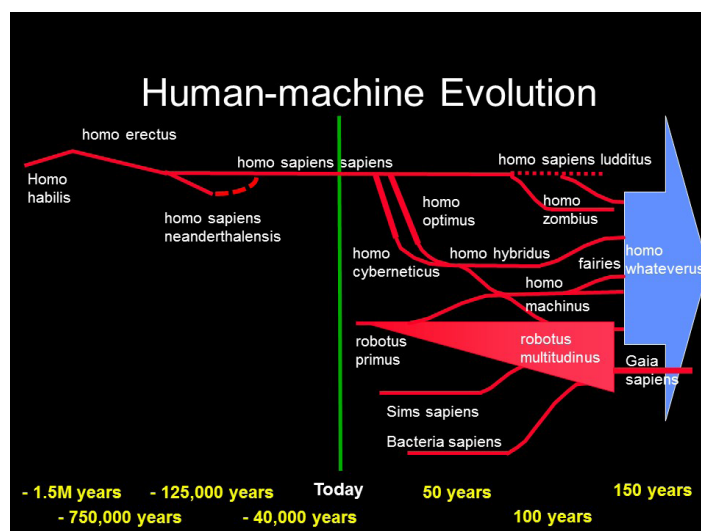 Human-machine Evolution
homo erectus
homo sapiens sapiens
homo sapiens ludditus
Homo
habilis
homo sapiens
neanderthalensis
homo
optimus
homo
zombius
homo
cyberneticus
homo hybridus
fairies
homo
whateverus
homo
machinus
robotus
primus
robotus
multitudinus
Gaia
sapiens
Sims sapiens
Bacteria sapiens
- 1.5M years
- 125,000 years
Today
50 years
150 years
- 750,000 years
- 40,000 years
100 years